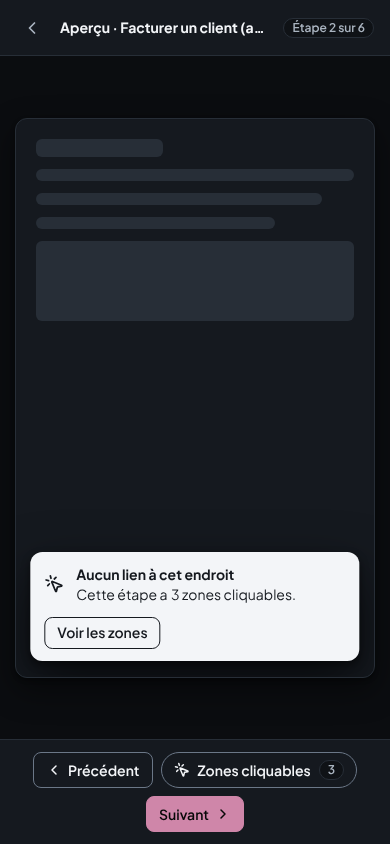 Aperçu · Facturer un client (a…
Étape 2 sur 6
Aucun lien à cet endroit
Cette étape a 3 zones cliquables.
Voir les zones
Précédent
Zones cliquables 3
Suivant